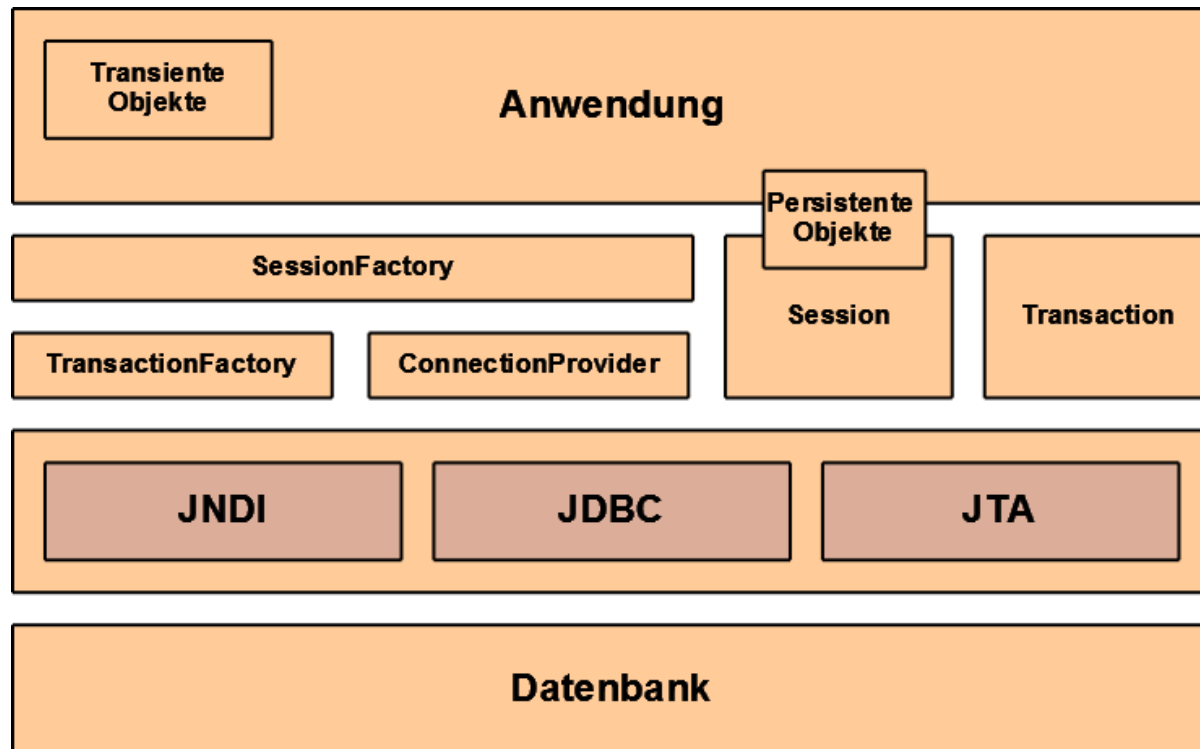 Transiente
Objekte
Anwendung
Persistente
Objekte
SessionFactory
Session
Transaction
TransactionFactory
ConnectionProvider
JNDI
JDBC
JTA
Datenbank